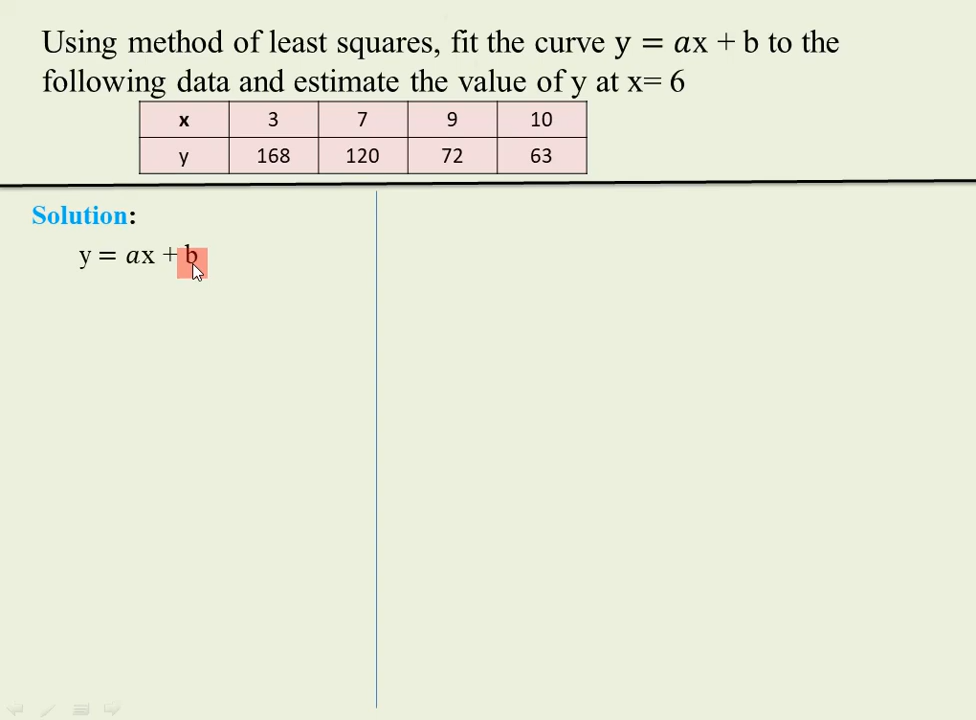 Using method of least squares, fit the curve y = ax + b to the
following data and estimate the value of y at x= 6
x 3 7 9 10
y 168 120 72 63
Solution:
y = ax + b